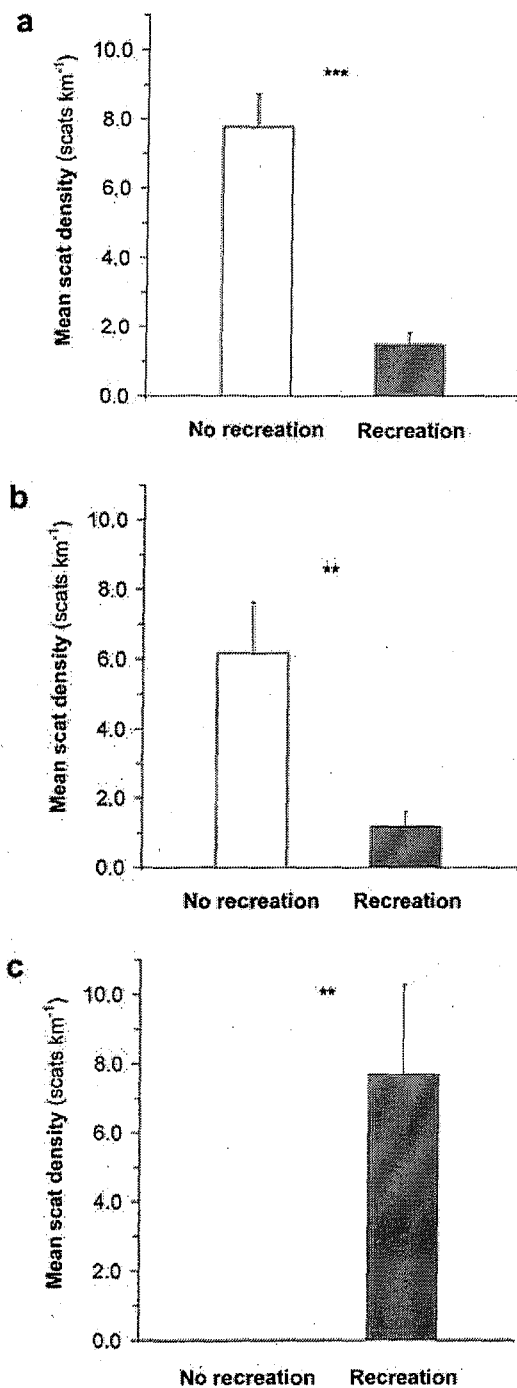 a
Mean scat density (scats km⁻¹)
10.0
8.0
6.0
4.0
2.0
0.0
***
No recreation Recreation
b
Mean scat density (scats km⁻¹)
10.0
8.0
6.0
4.0
2.0
0.0
**
No recreation Recreation
c
Mean scat density (scats km⁻¹)
10.0
8.0
6.0
4.0
2.0
0.0
**
No recreation Recreation